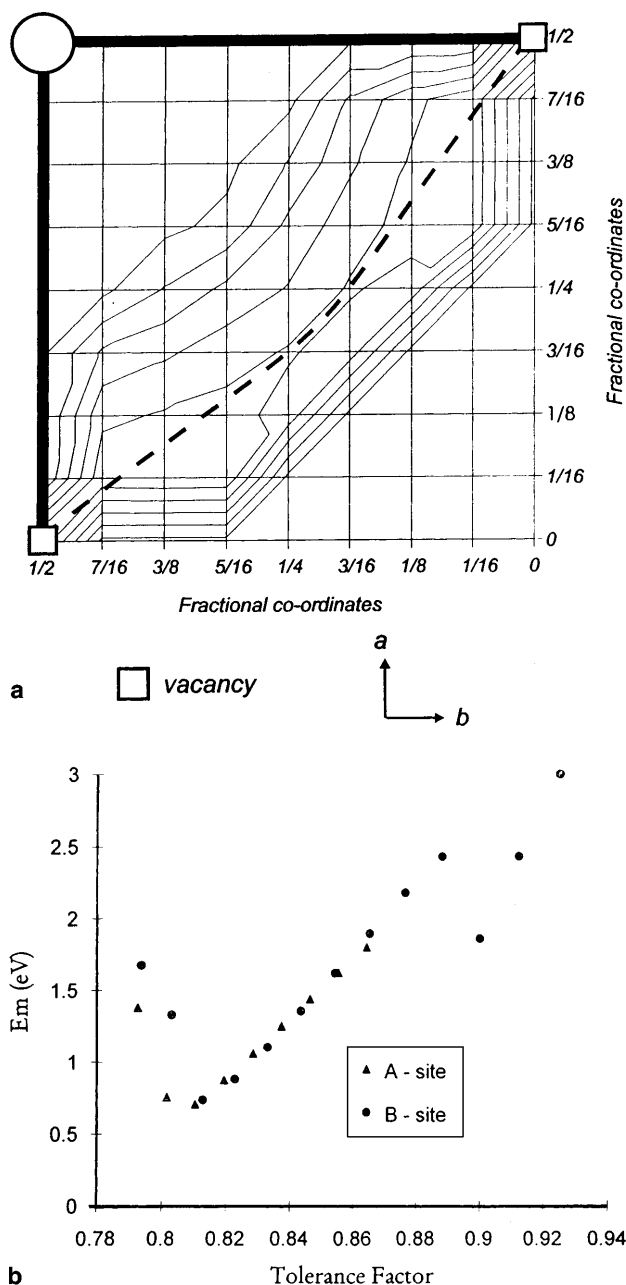 1/2
7/16
3/8
5/16
1/4
3/16
1/8
1/16
0
Fractional co-ordinates
1/2 7/16 3/8 5/16 1/4 3/16 1/8 1/16 0
Fractional co-ordinates
a
a
vacancy
b
3
2.5
2
1.5
1
0.5
0
Em (eV)
A - site
B - site
0.78 0.8 0.82 0.84 0.86 0.88 0.9 0.92 0.94
b
Tolerance Factor